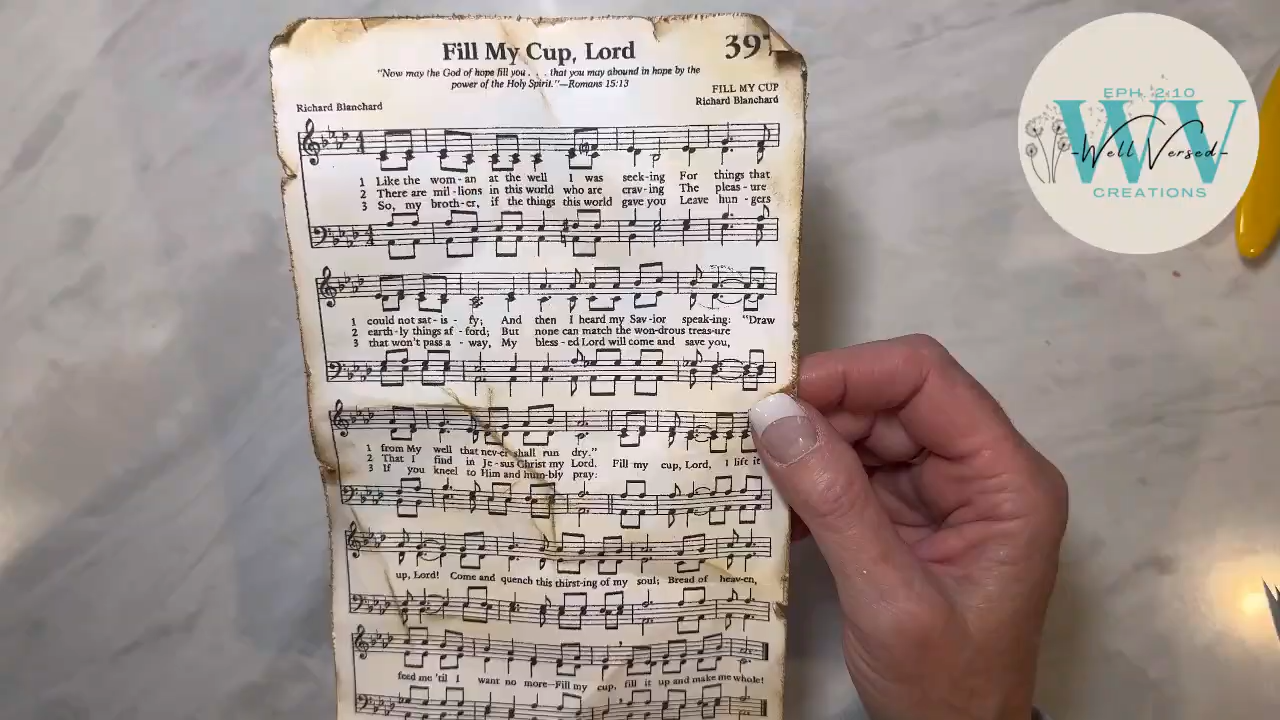 Fill My Cup, Lord
39
"Now may the God of hope fill you . . . that you may abound in hope by the
power of the Holy Spirit."—Romans 15:13
FILL MY CUP
Richard Blanchard
Richard Blanchard
1 Like the wom-an at the well I was seek-ing For things that
2 There are mil-lions in this world who are crav-ing The pleas-ure
3 So, my broth-er, if the things this world gave you Leave hun-gers
1 could not sat-is-fy; And then I heard my Sav-ior speak-ing: "Draw
2 earth-ly things af-ford; But none can match the won-drous treas-ure
3 that won't pass a-way, My bless-ed Lord will come and save you,
1 from My well that nev-er shall run dry."
2 That I find in Je-sus Christ my Lord. Fill my cup, Lord, I lift it
3 If you kneel to Him and hum-bly pray:
up, Lord! Come and quench this thirst-ing of my soul; Bread of heav-en,
feed me 'til I want no more—Fill my cup, fill it up and make me whole!
EPH. 2:10
WV
-Well Versed-
CREATIONS